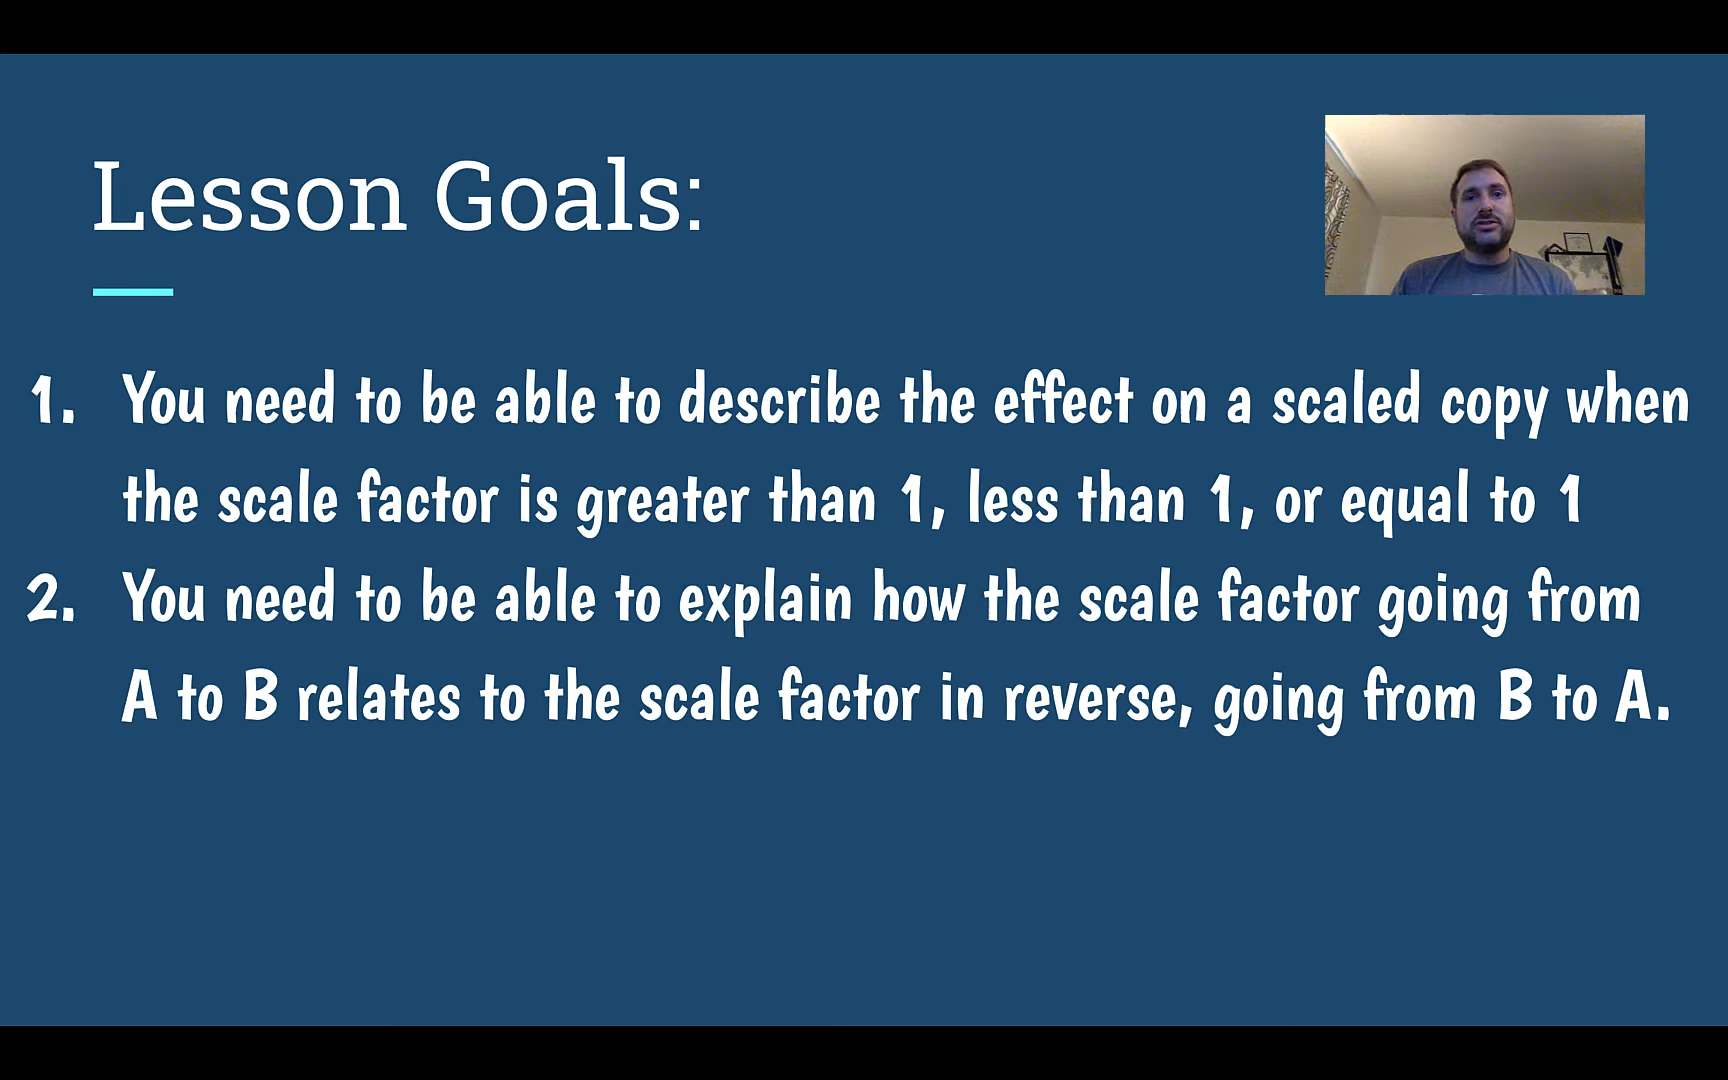 Lesson Goals:
1. You need to be able to describe the effect on a scaled copy when
the scale factor is greater than 1, less than 1, or equal to 1
2. You need to be able to explain how the scale factor going from
A to B relates to the scale factor in reverse, going from B to A.